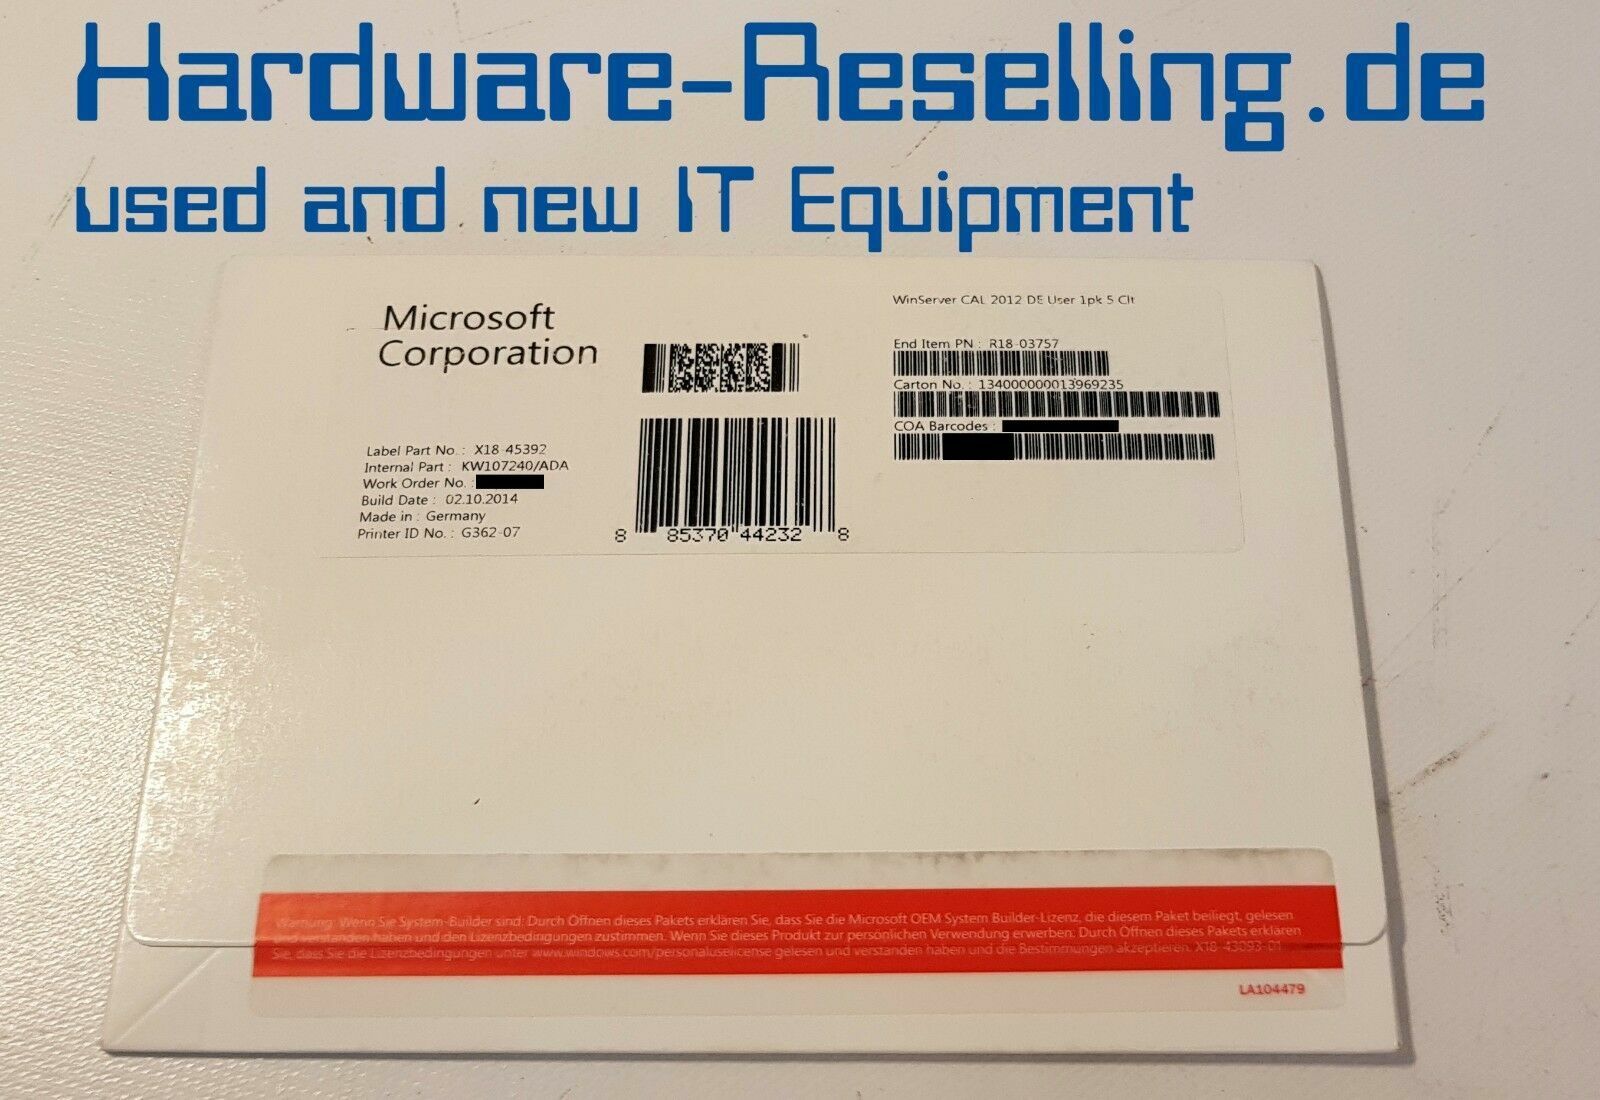 Hardware-Reselling.de
used and new IT Equipment
Microsoft
Corporation
Label Part No. : X18-45392
Internal Part : KW107240/ADA
Work Order No. :
Build Date : 02.10.2014
Made in : Germany
Printer ID No. : G362-07
8 85370 44232 8
WinServer CAL 2012 DE User 1pk 5 Clt
End Item PN : R18-03757
Carton No. : 134000000013969235
COA Barcodes :
Warnung: Wenn Sie System-Builder sind: Durch Öffnen dieses Pakets erklären Sie, dass Sie die Microsoft OEM System Builder-Lizenz, die diesem Paket beiliegt, gelesen
und verstanden haben und den Lizenzbedingungen zustimmen. Wenn Sie dieses Produkt zur persönlichen Verwendung erwerben: Durch Öffnen dieses Pakets erklären
Sie, dass Sie die Lizenzbedingungen unter www.windows.com/personaluselicense gelesen und verstanden haben und die Bestimmungen akzeptieren. X18-43093-01
LA104479